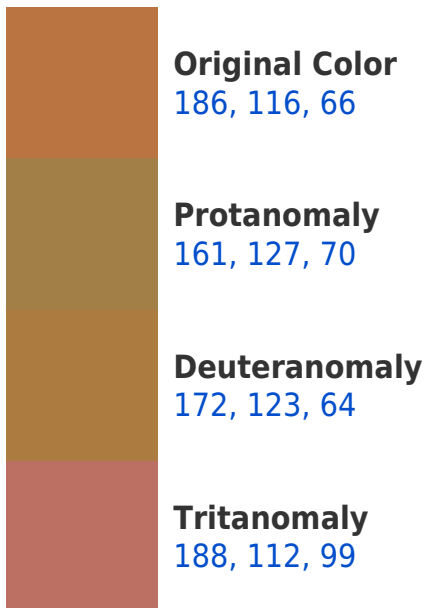 Original Color
186, 116, 66
Protanomaly
161, 127, 70
Deuteranomaly
172, 123, 64
Tritanomaly
188, 112, 99